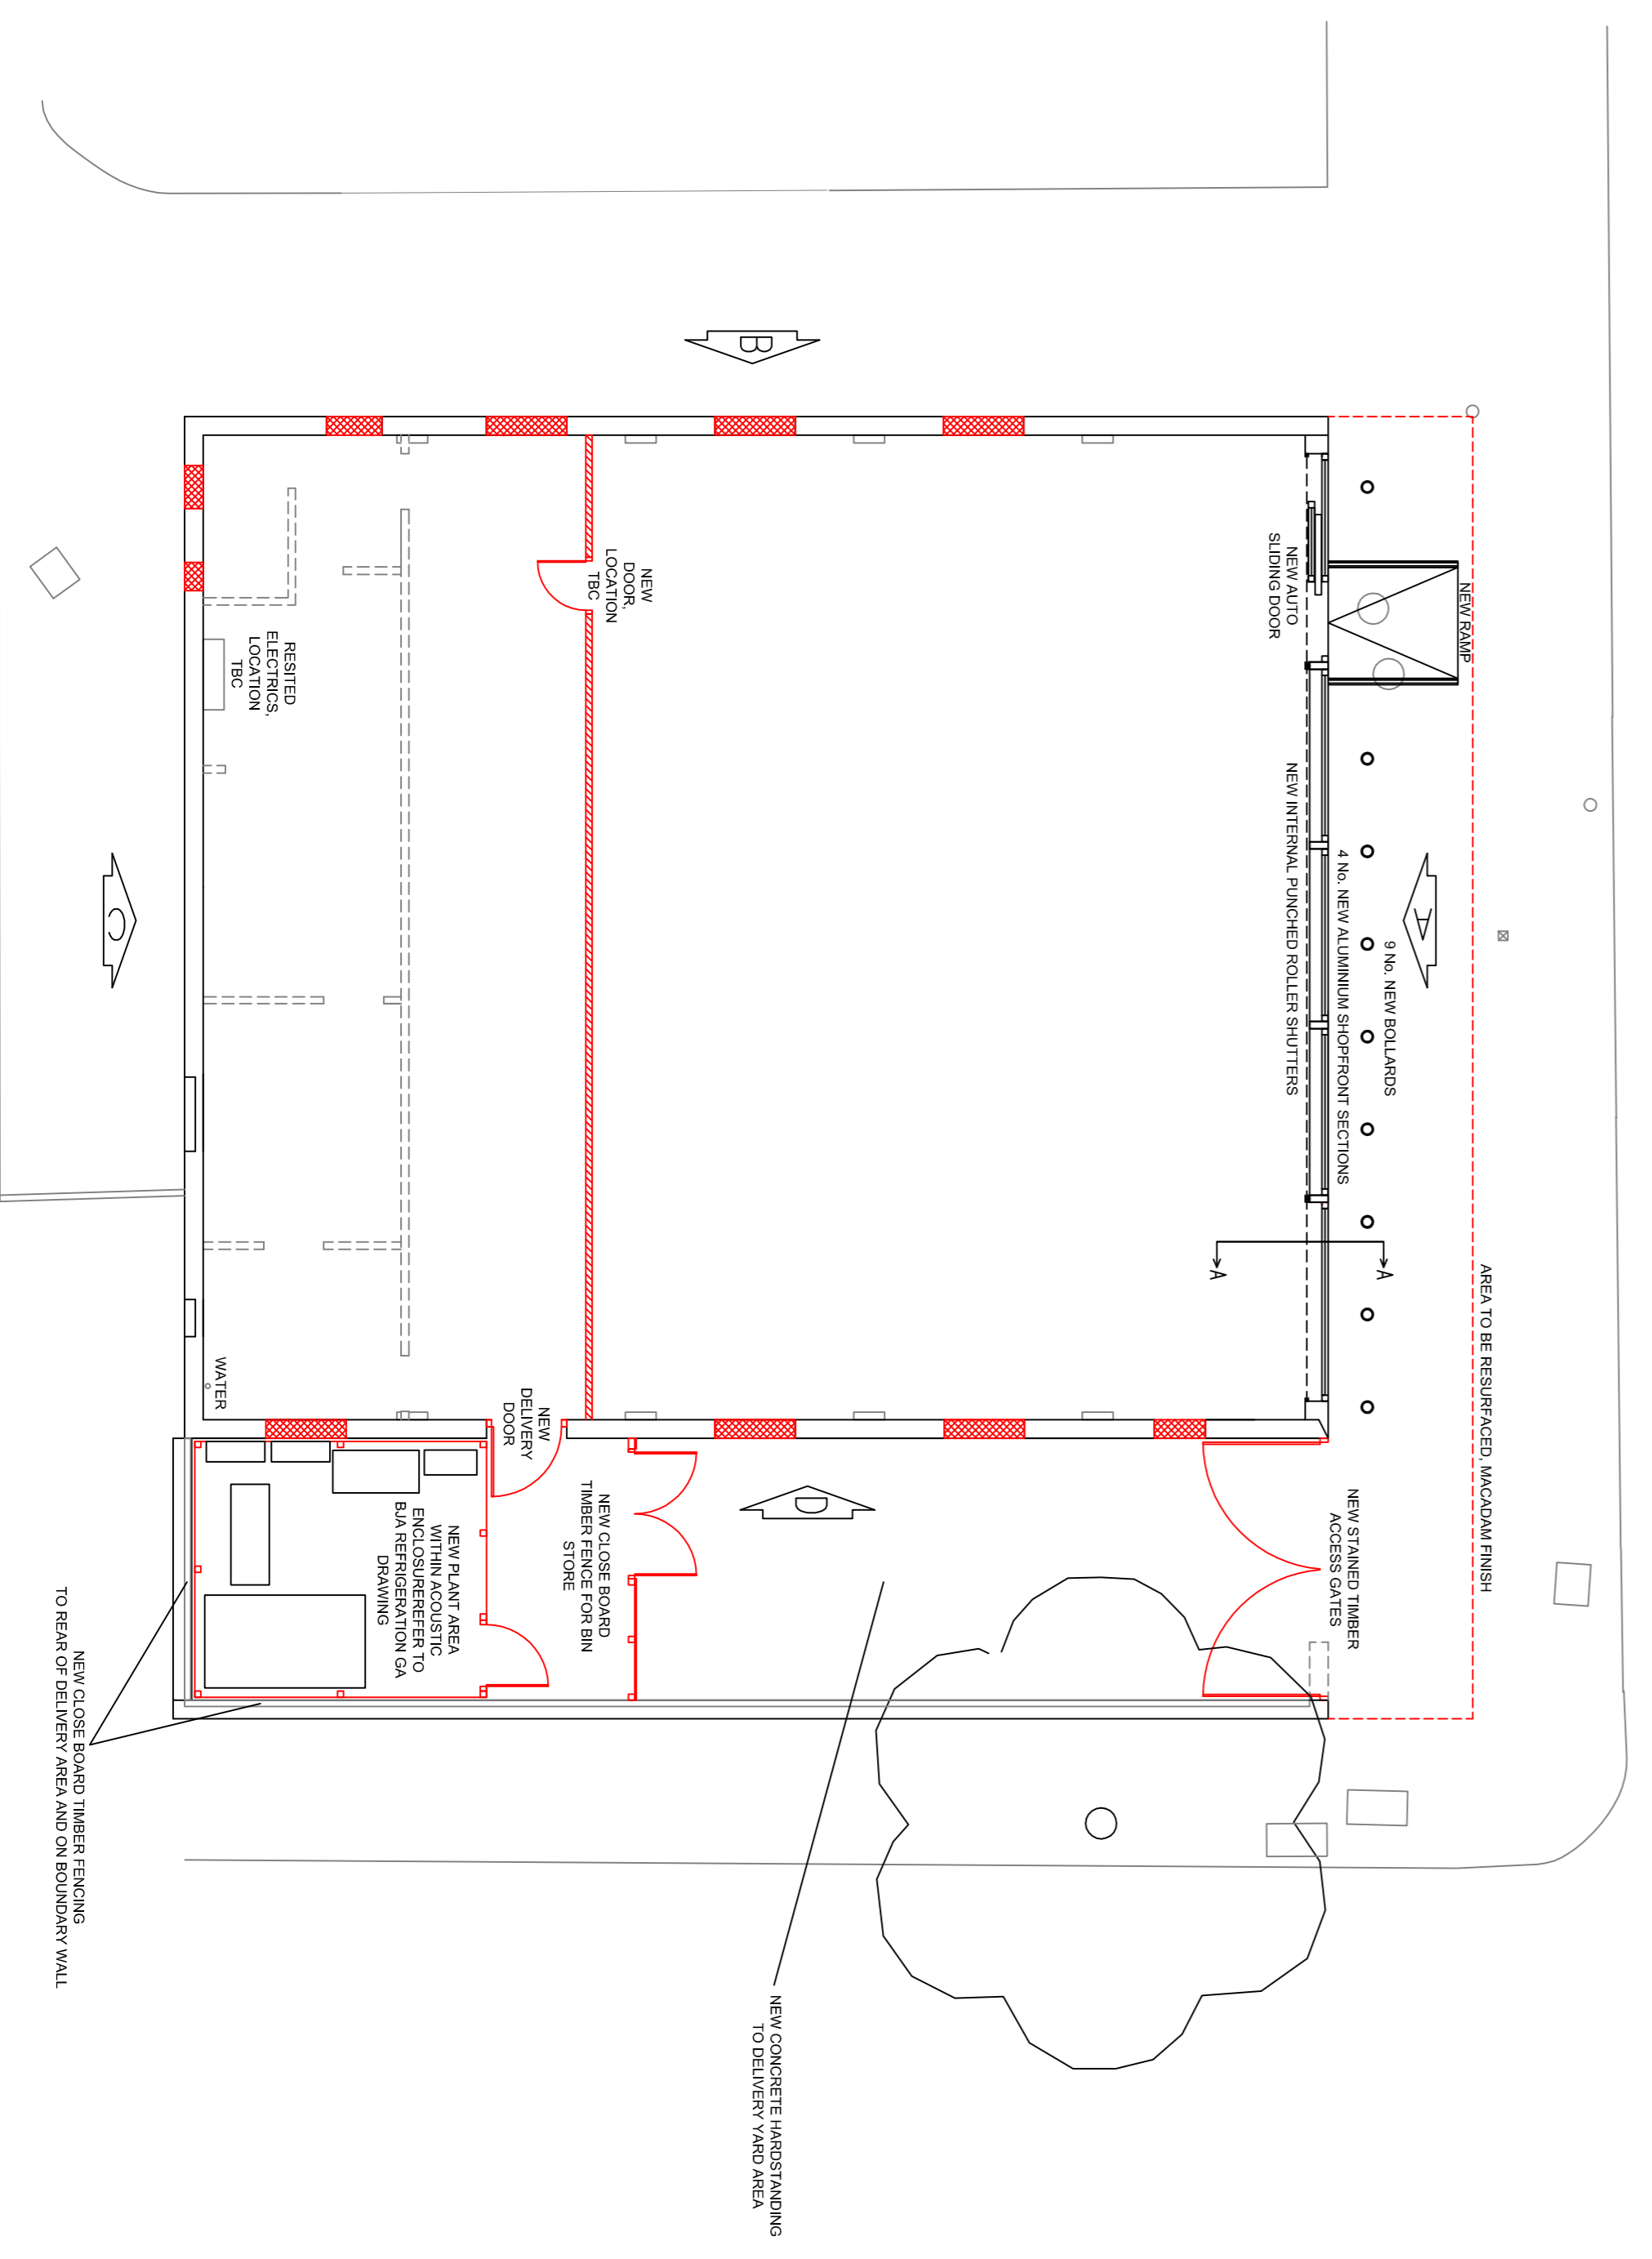 AREA TO BE RESURFACED, MACADAM FINISH
NEW RAMP
A
9 No. NEW BOLLARDS
A
4 No. NEW ALUMINIUM SHOPFRONT SECTIONS
NEW STAINED TIMBER
ACCESS GATES
NEW AUTO
SLIDING DOOR
NEW INTERNAL PUNCHED ROLLER SHUTTERS
A
B
D
NEW
DOOR,
LOCATION
TBC
NEW CLOSE BOARD
TIMBER FENCE FOR BIN
STORE
NEW
DELIVERY
DOOR
NEW PLANT AREA
WITHIN ACOUSTIC
ENCLOSUREREFER TO
BJA REFRIGERATION GA
DRAWING
RESITED
ELECTRICS,
LOCATION
TBC
WATER
C
NEW CONCRETE HARDSTANDING
TO DELIVERY YARD AREA
NEW CLOSE BOARD TIMBER FENCING
TO REAR OF DELIVERY AREA AND ON BOUNDARY WALL